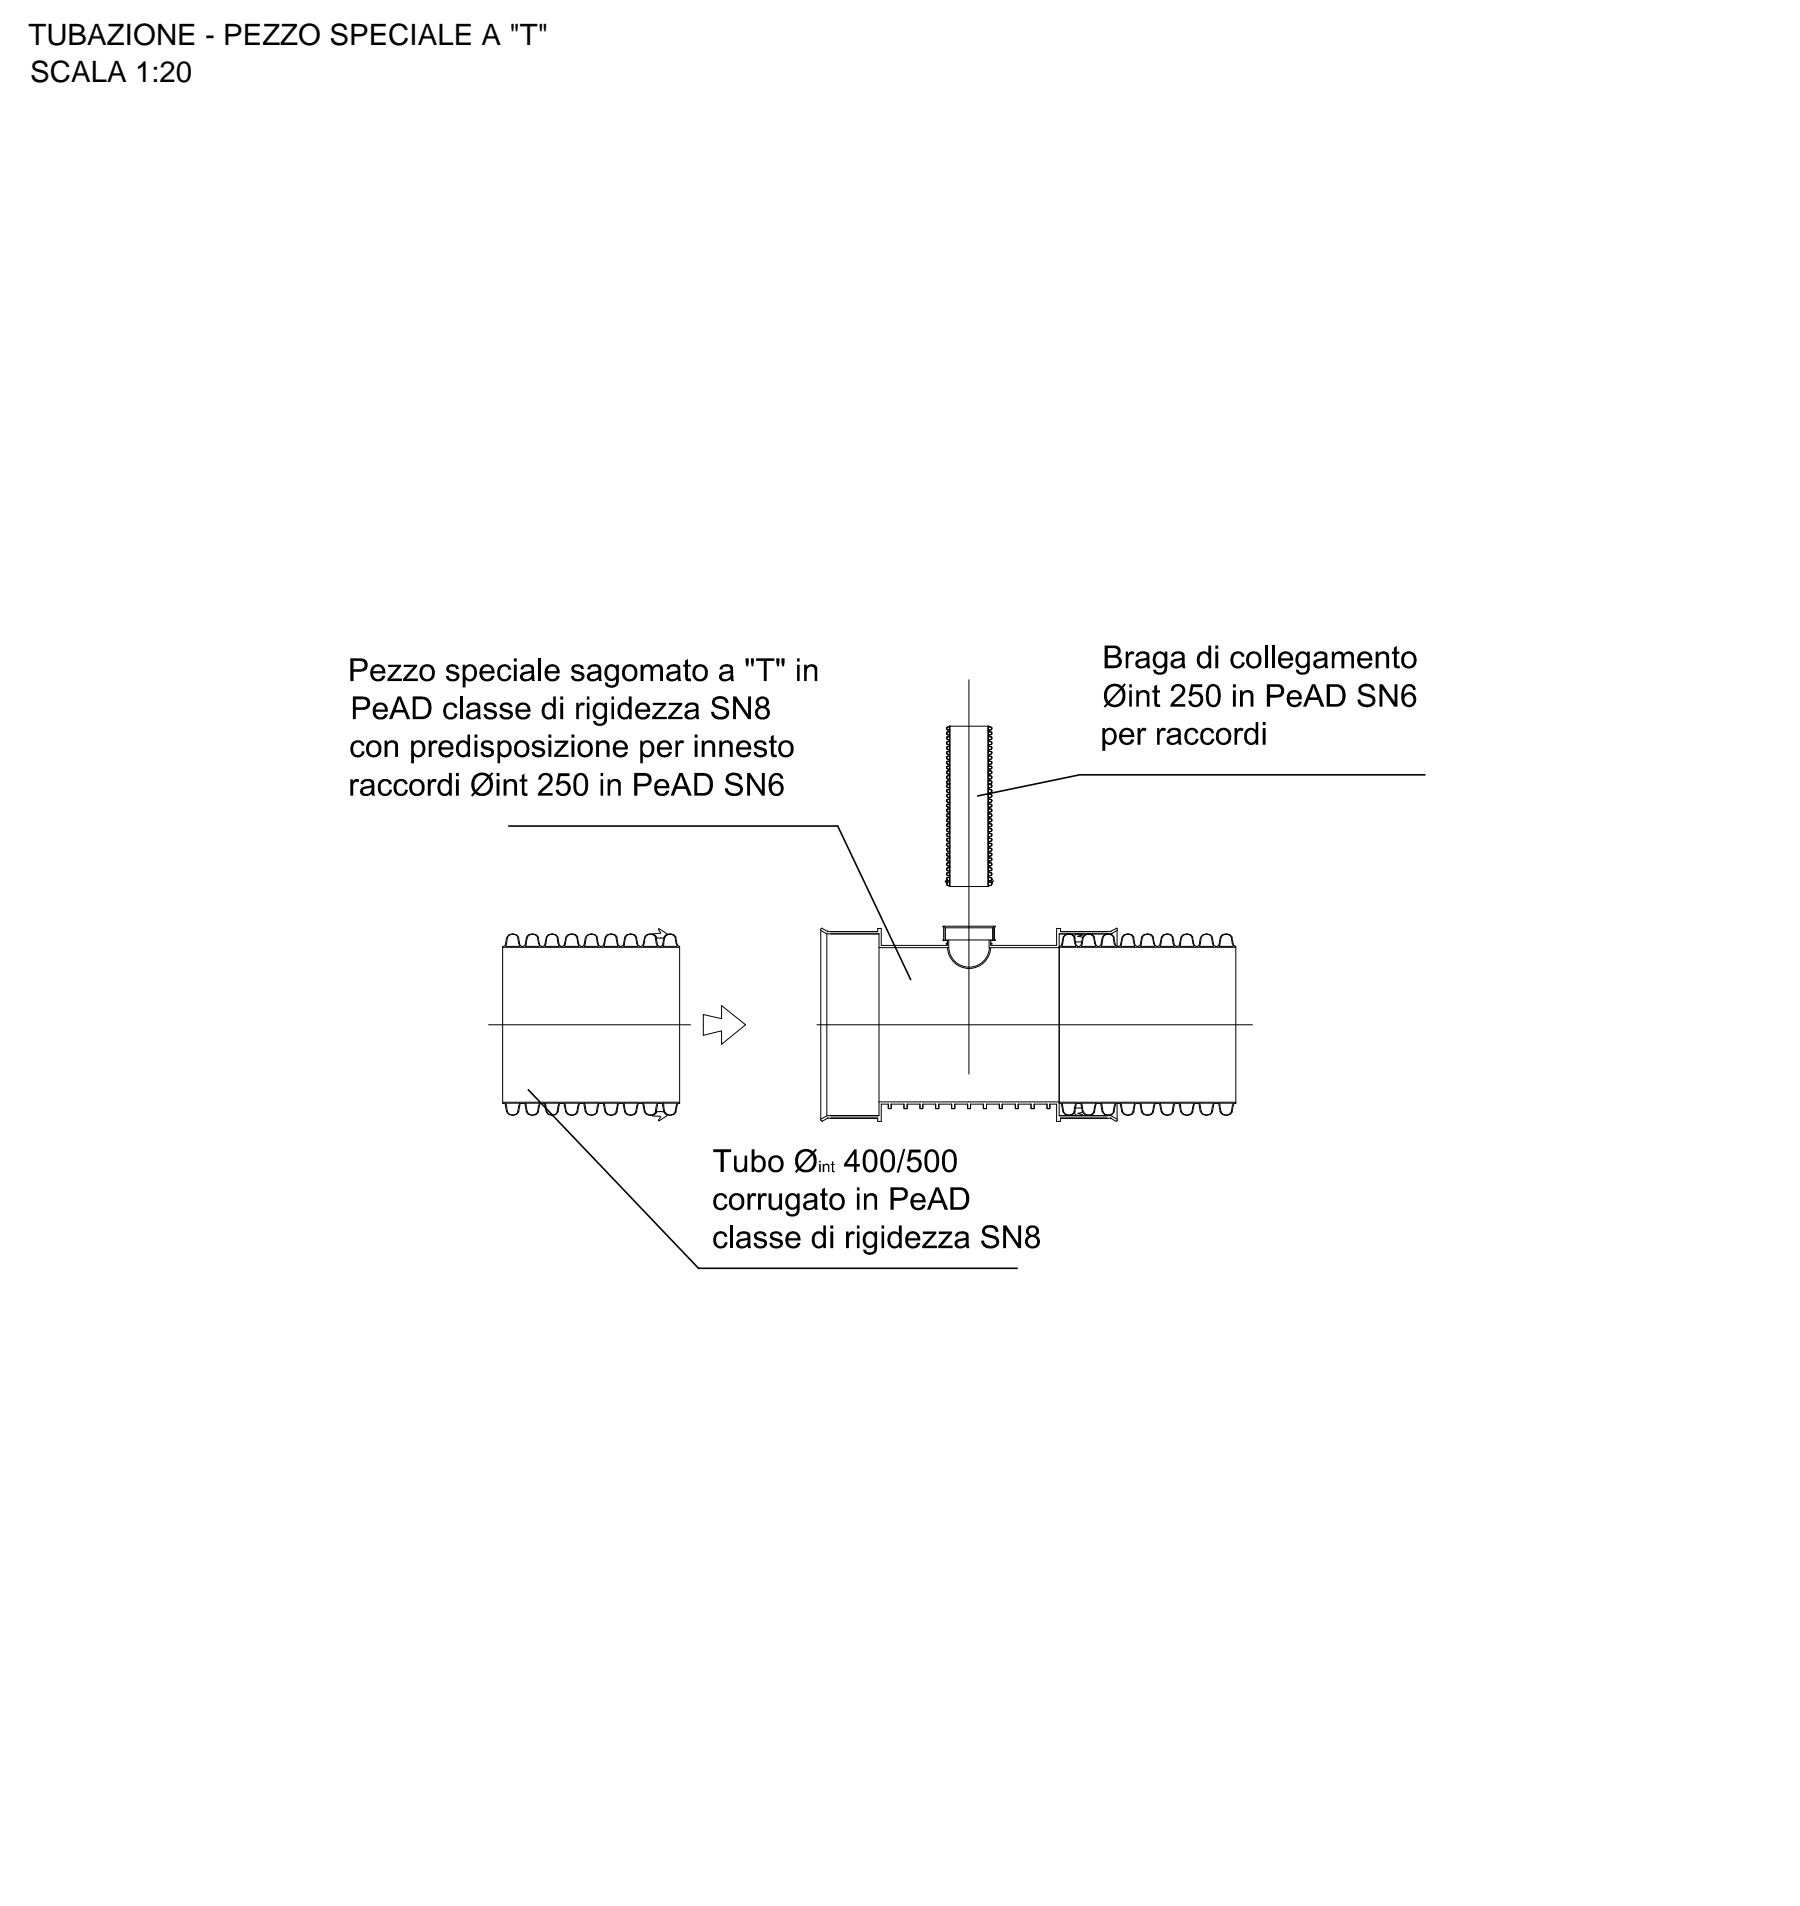 TUBAZIONE - PEZZO SPECIALE A "T"
SCALA 1:20
Pezzo speciale sagomato a "T" in
PeAD classe di rigidezza SN8
con predisposizione per innesto
raccordi Øint 250 in PeAD SN6
Braga di collegamento
Øint 250 in PeAD SN6
per raccordi
Tubo Øint 400/500
corrugato in PeAD
classe di rigidezza SN8